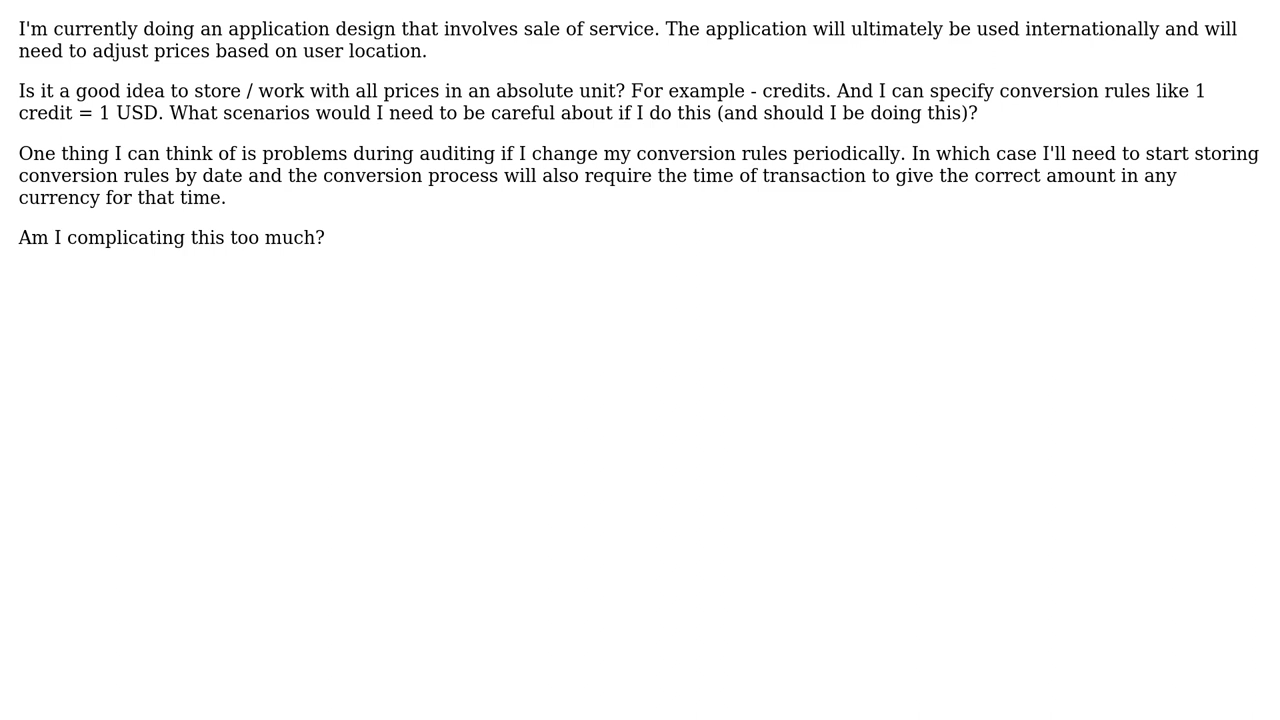 I'm currently doing an application design that involves sale of service. The application will ultimately be used internationally and will
need to adjust prices based on user location.
Is it a good idea to store / work with all prices in an absolute unit? For example - credits. And I can specify conversion rules like 1
credit = 1 USD. What scenarios would I need to be careful about if I do this (and should I be doing this)?
One thing I can think of is problems during auditing if I change my conversion rules periodically. In which case I'll need to start storing
conversion rules by date and the conversion process will also require the time of transaction to give the correct amount in any
currency for that time.
Am I complicating this too much?